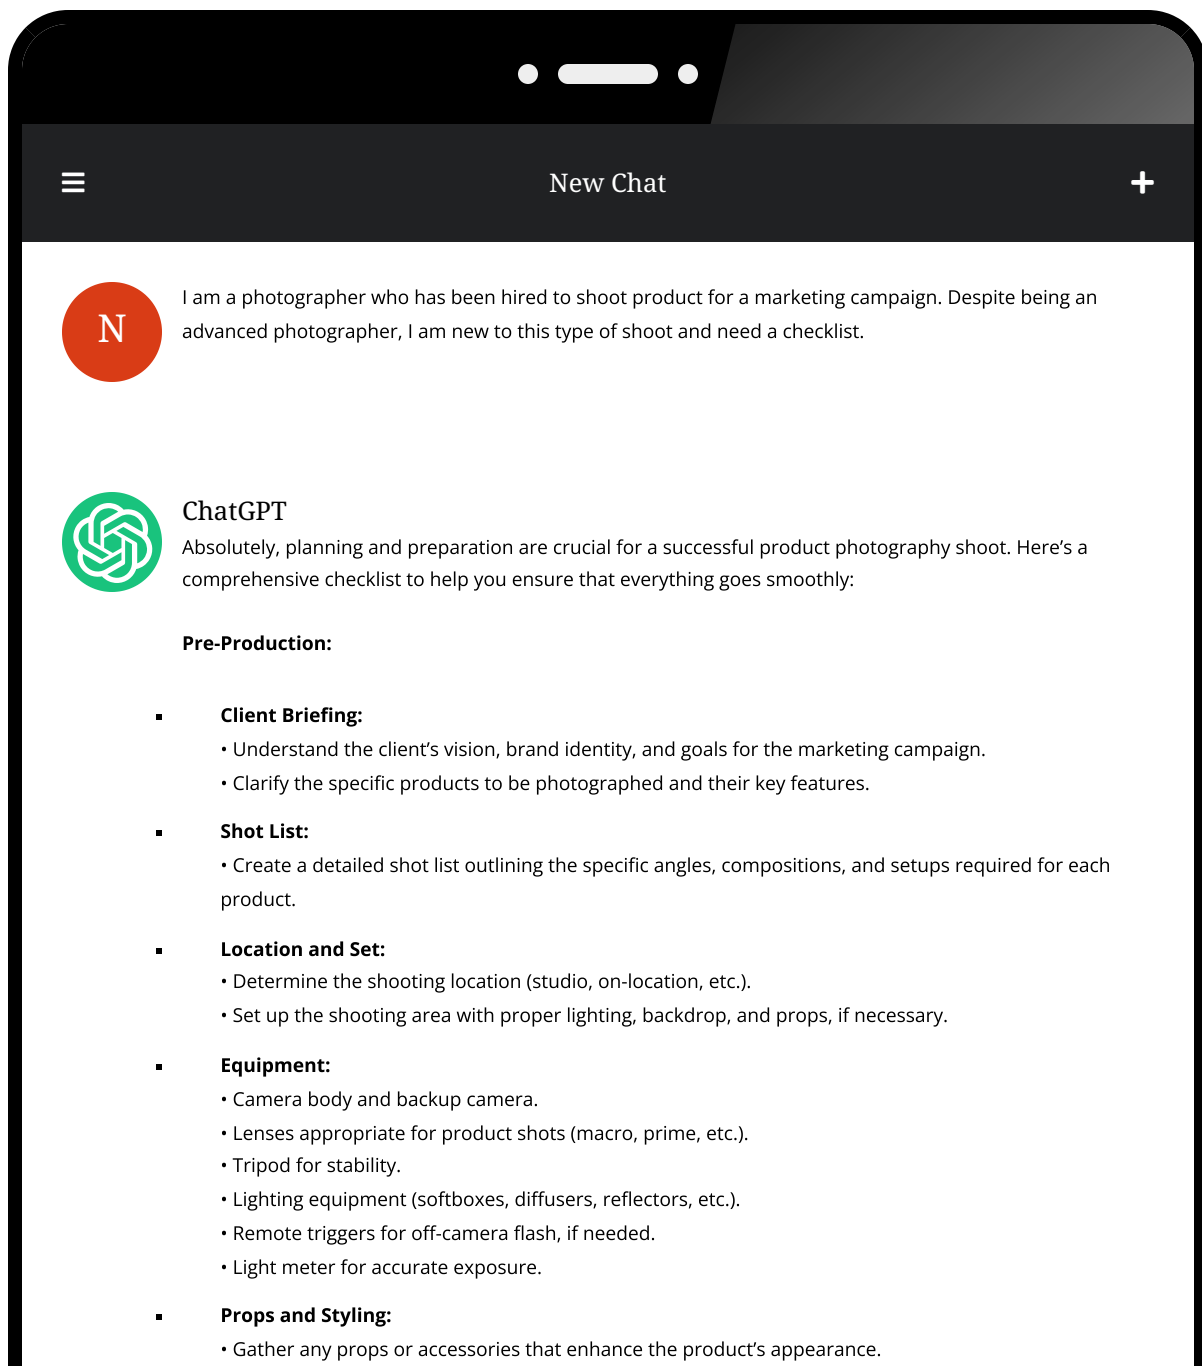 New Chat
N
I am a photographer who has been hired to shoot product for a marketing campaign. Despite being an
advanced photographer, I am new to this type of shoot and need a checklist.
ChatGPT
Absolutely, planning and preparation are crucial for a successful product photography shoot. Here’s a
comprehensive checklist to help you ensure that everything goes smoothly:
Pre-Production:
▪ Client Briefing:
• Understand the client’s vision, brand identity, and goals for the marketing campaign.
• Clarify the specific products to be photographed and their key features.
▪ Shot List:
• Create a detailed shot list outlining the specific angles, compositions, and setups required for each
product.
▪ Location and Set:
• Determine the shooting location (studio, on-location, etc.).
• Set up the shooting area with proper lighting, backdrop, and props, if necessary.
▪ Equipment:
• Camera body and backup camera.
• Lenses appropriate for product shots (macro, prime, etc.).
• Tripod for stability.
• Lighting equipment (softboxes, diffusers, reflectors, etc.).
• Remote triggers for off-camera flash, if needed.
• Light meter for accurate exposure.
▪ Props and Styling:
• Gather any props or accessories that enhance the product’s appearance.